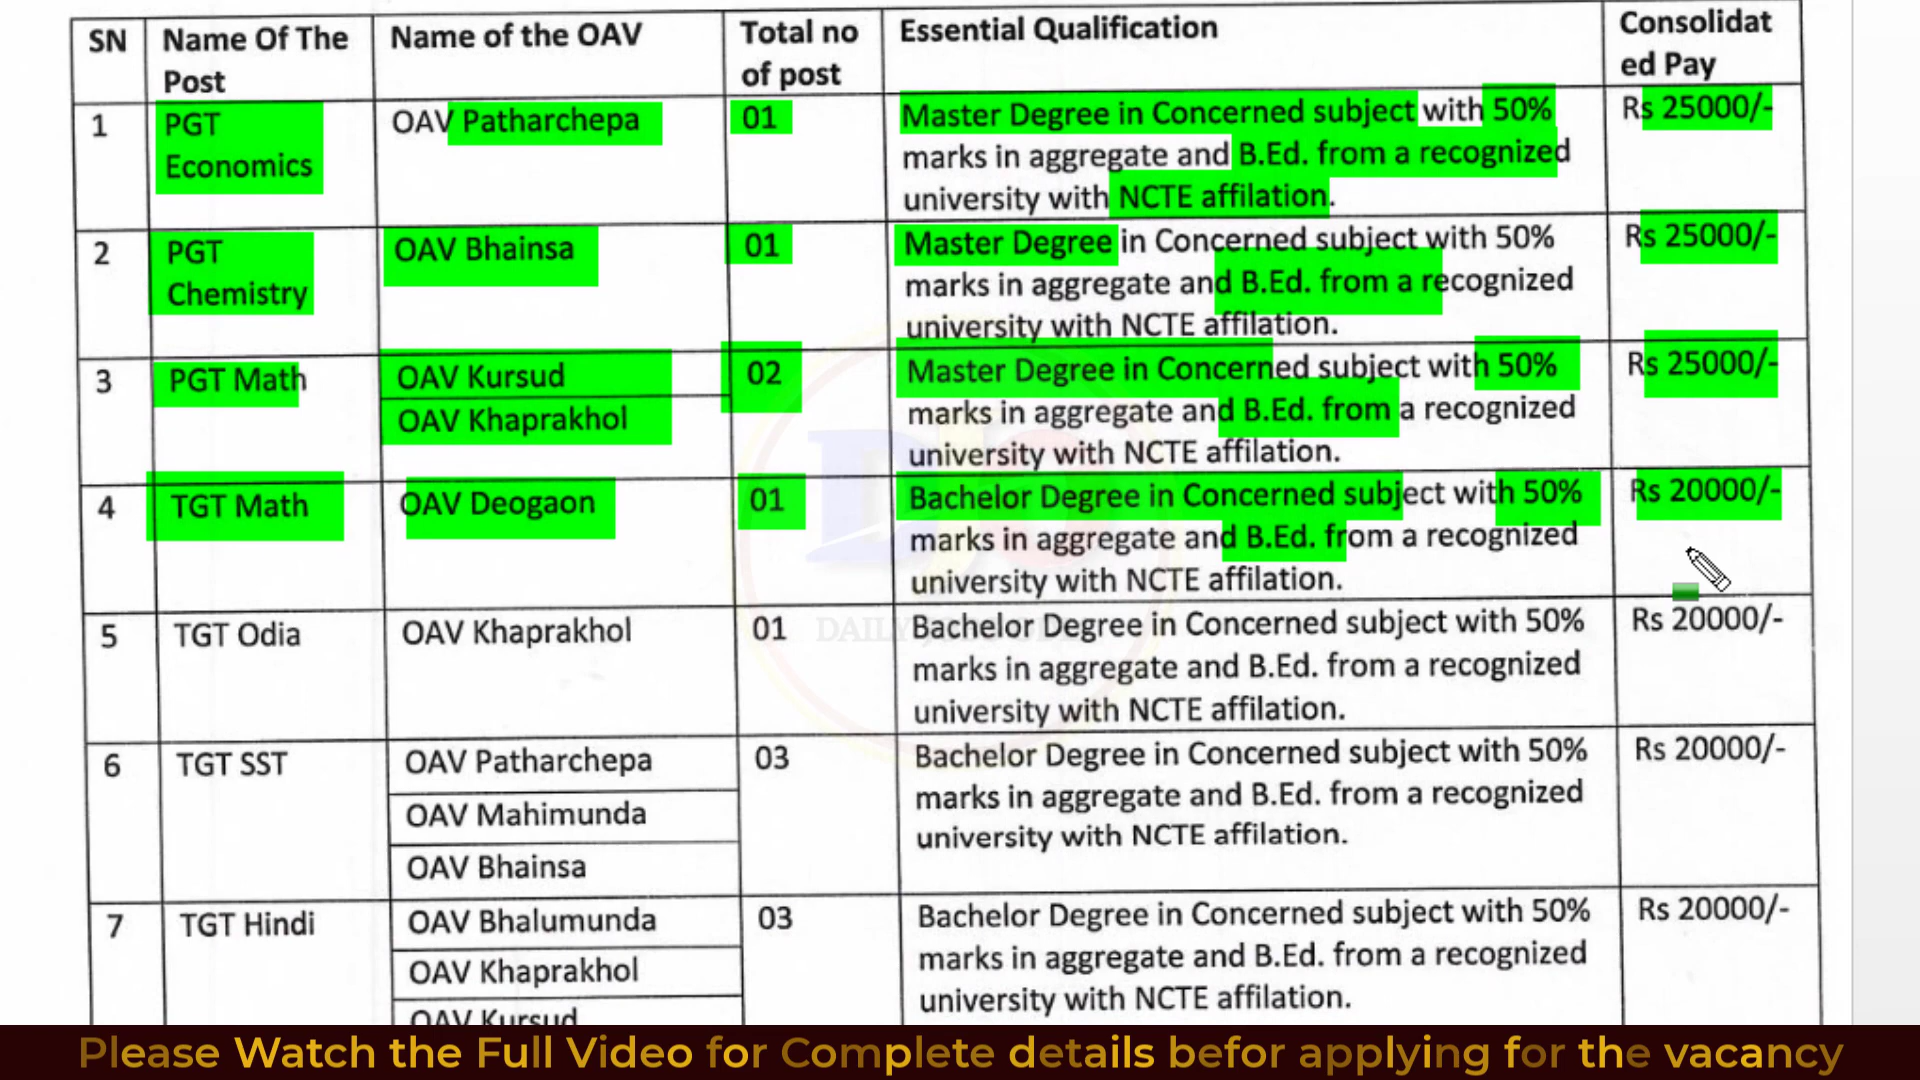 SN Name Of The Post Name of the OAV Total no of post Essential Qualification Consolidat ed Pay
1 PGT Economics OAV Patharchepa 01 Master Degree in Concerned subject with 50% Rs 25000/-
marks in aggregate and B.Ed. from a recognized
university with NCTE affilation.
2 PGT Chemistry OAV Bhainsa 01 Master Degree in Concerned subject with 50% Rs 25000/-
marks in aggregate and B.Ed. from a recognized
university with NCTE affilation.
3 PGT Math OAV Kursud 02 Master Degree in Concerned subject with 50% Rs 25000/-
OAV Khaprakhol marks in aggregate and B.Ed. from a recognized
university with NCTE affilation.
4 TGT Math OAV Deogaon 01 Bachelor Degree in Concerned subject with 50% Rs 20000/-
marks in aggregate and B.Ed. from a recognized
university with NCTE affilation.
5 TGT Odia OAV Khaprakhol 01 Bachelor Degree in Concerned subject with 50% Rs 20000/-
marks in aggregate and B.Ed. from a recognized
university with NCTE affilation.
6 TGT SST OAV Patharchepa 03 Bachelor Degree in Concerned subject with 50% Rs 20000/-
OAV Mahimunda marks in aggregate and B.Ed. from a recognized
OAV Bhainsa university with NCTE affilation.
7 TGT Hindi OAV Bhalumunda 03 Bachelor Degree in Concerned subject with 50% Rs 20000/-
OAV Khaprakhol marks in aggregate and B.Ed. from a recognized
OAV Kursud university with NCTE affilation.
Please Watch the Full Video for Complete details befor applying for the vacancy